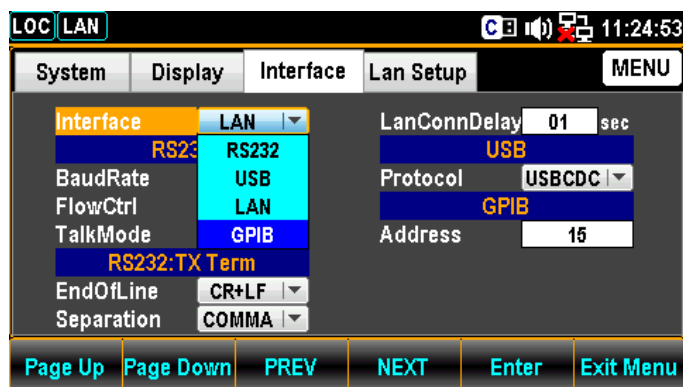 LOC LAN C 11:24:53
System Display Interface Lan Setup MENU
Interface LAN
RS232
USB
LAN
GPIB
BaudRate
FlowCtrl
TalkMode
RS232:TX Term
EndOfLine CR+LF
Separation COMMA
LanConnDelay 01 sec
USB
Protocol USBCDC
GPIB
Address 15
Page Up Page Down PREV NEXT Enter Exit Menu